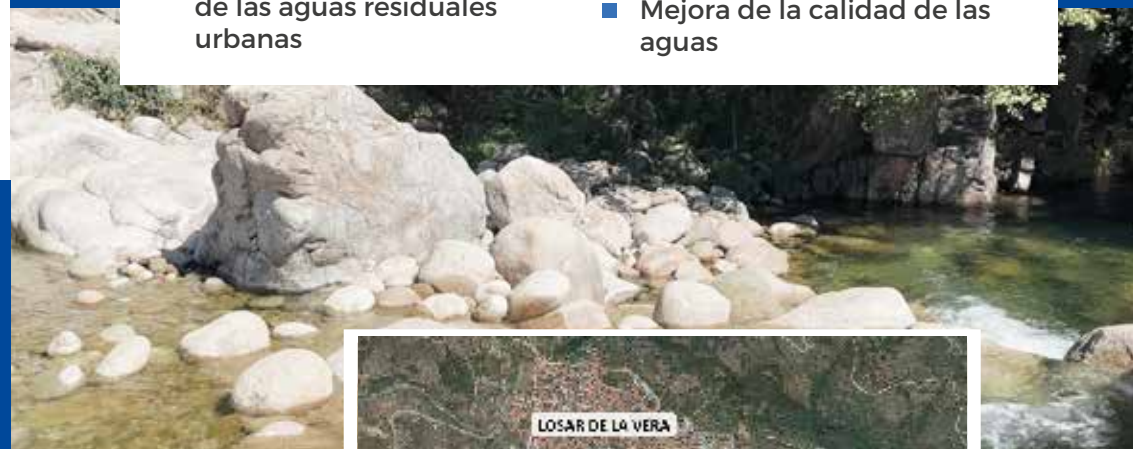 de las aguas residuales
urbanas
Mejora de la calidad de las
aguas
LOSAR DE LA VERA